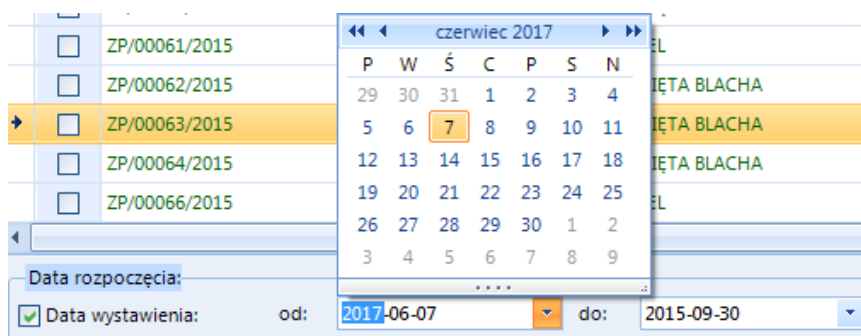 czerwiec 2017
P W Ś C P S N
29 30 31 1 2 3 4
5 6 7 8 9 10 11
12 13 14 15 16 17 18
19 20 21 22 23 24 25
26 27 28 29 30 1 2
3 4 5 6 7 8 9
ZP/00061/2015 EL
ZP/00062/2015 IĘTA BLACHA
ZP/00063/2015 IĘTA BLACHA
ZP/00064/2015 IĘTA BLACHA
ZP/00066/2015 EL
Data rozpoczęcia:
Data wystawienia: od: 2017-06-07 do: 2015-09-30